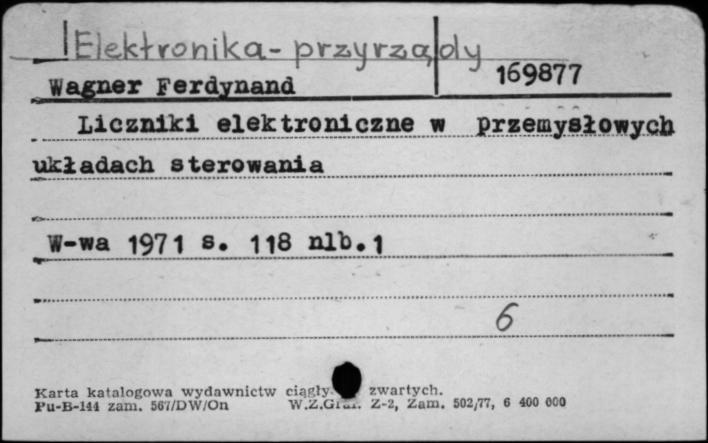 Elektronika - przyrządy
Wagner Ferdynand 169877
Liczniki elektroniczne w przemysłowych
układach sterowania
W-wa 1971 s. 118 nlb.1
6
Karta katalogowa wydawnictw ciągły zwartych.
Pu-B-144 zam. 567/DW/On W.Z.Graf. Z-2, Zam. 502/77, 6 400 000